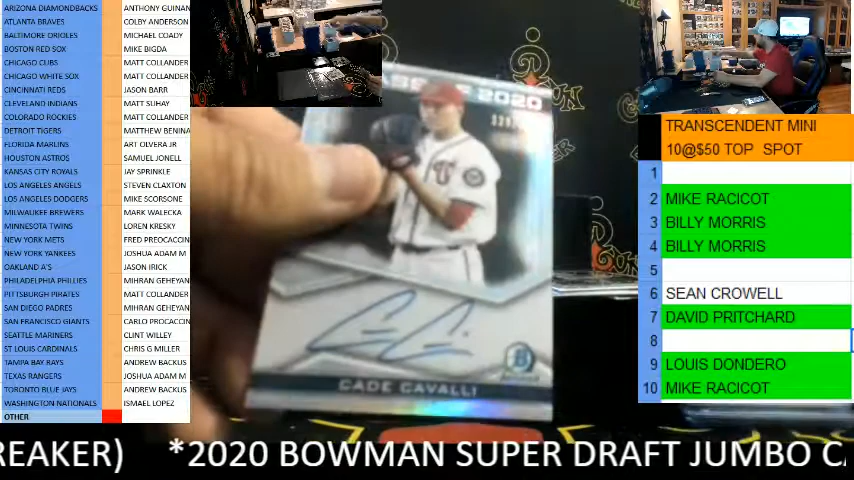 ARIZONA DIAMONDBACKS ANTHONY GUINAN
ATLANTA BRAVES COLBY ANDERSON
BALTIMORE ORIOLES MICHAEL COADY
BOSTON RED SOX MIKE BIGDA
CHICAGO CUBS MATT COLLANDER
CHICAGO WHITE SOX MATT COLLANDER
CINCINNATI REDS JASON BARR
CLEVELAND INDIANS MATT SUHAY
COLORADO ROCKIES MATT COLLANDER
DETROIT TIGERS MATTHEW BENINA
FLORIDA MARLINS ART OLVERA JR
HOUSTON ASTROS SAMUEL JONELL
KANSAS CITY ROYALS JAY SPRINKLE
LOS ANGELES ANGELS STEVEN CLAXTON
LOS ANGELES DODGERS MIKE SCORSONE
MILWAUKEE BREWERS MARK WALECKA
MINNESOTA TWINS LOREN KRESKY
NEW YORK METS FRED PREOCACCIN
NEW YORK YANKEES JOSHUA ADAM M
OAKLAND A'S JASON IRICK
PHILADELPHIA PHILLIES MIHRAN GEHEYAN
PITTSBURGH PIRATES MATT COLLANDER
SAN DIEGO PADRES MIHRAN GEHEYAN
SAN FRANCISCO GIANTS CARLO PROCACCIN
SEATTLE MARINERS CLINT WILLEY
ST LOUIS CARDINALS CHRIS G MILLER
TAMPA BAY RAYS ANDREW BACKUS
TEXAS RANGERS JOSHUA ADAM M
TORONTO BLUE JAYS ANDREW BACKUS
WASHINGTON NATIONALS ISMAEL LOPEZ
OTHER
2020
CADE CAVALLI
TRANSCENDENT MINI
10@$50 TOP SPOT
1
2 MIKE RACICOT
3 BILLY MORRIS
4 BILLY MORRIS
5
6 SEAN CROWELL
7 DAVID PRITCHARD
8
9 LOUIS DONDERO
10 MIKE RACICOT
REAKER) *2020 BOWMAN SUPER DRAFT JUMBO CA